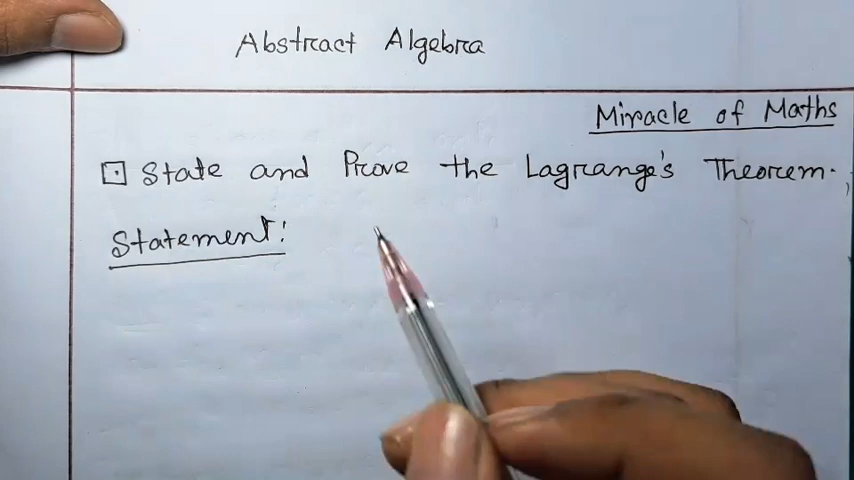 Abstract Algebra
Miracle of Maths
State and Prove the Lagrange's Theorem.
Statement: